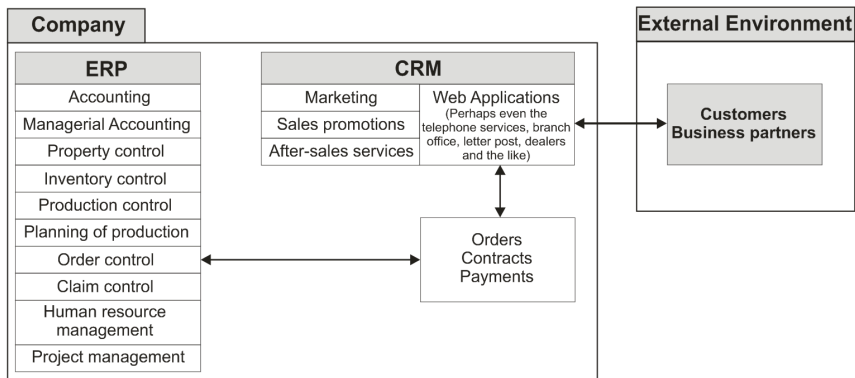 Company
External Environment
ERP
Accounting
Managerial Accounting
Property control
Inventory control
Production control
Planning of production
Order control
Claim control
Human resource
management
Project management
CRM
Marketing
Sales promotions
After-sales services
Web Applications
(Perhaps even the
telephone services, branch
office, letter post, dealers
and the like)
Orders
Contracts
Payments
Customers
Business partners